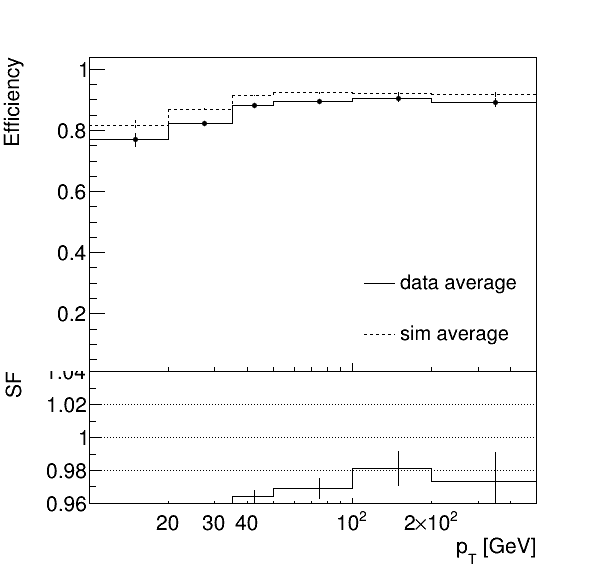 Efficiency
1
0.8
0.6
0.4
0.2
data average
sim average
SF
1.04
1.02
1
0.98
0.96
20 30 40 10² 2×10²
p_T [GeV]